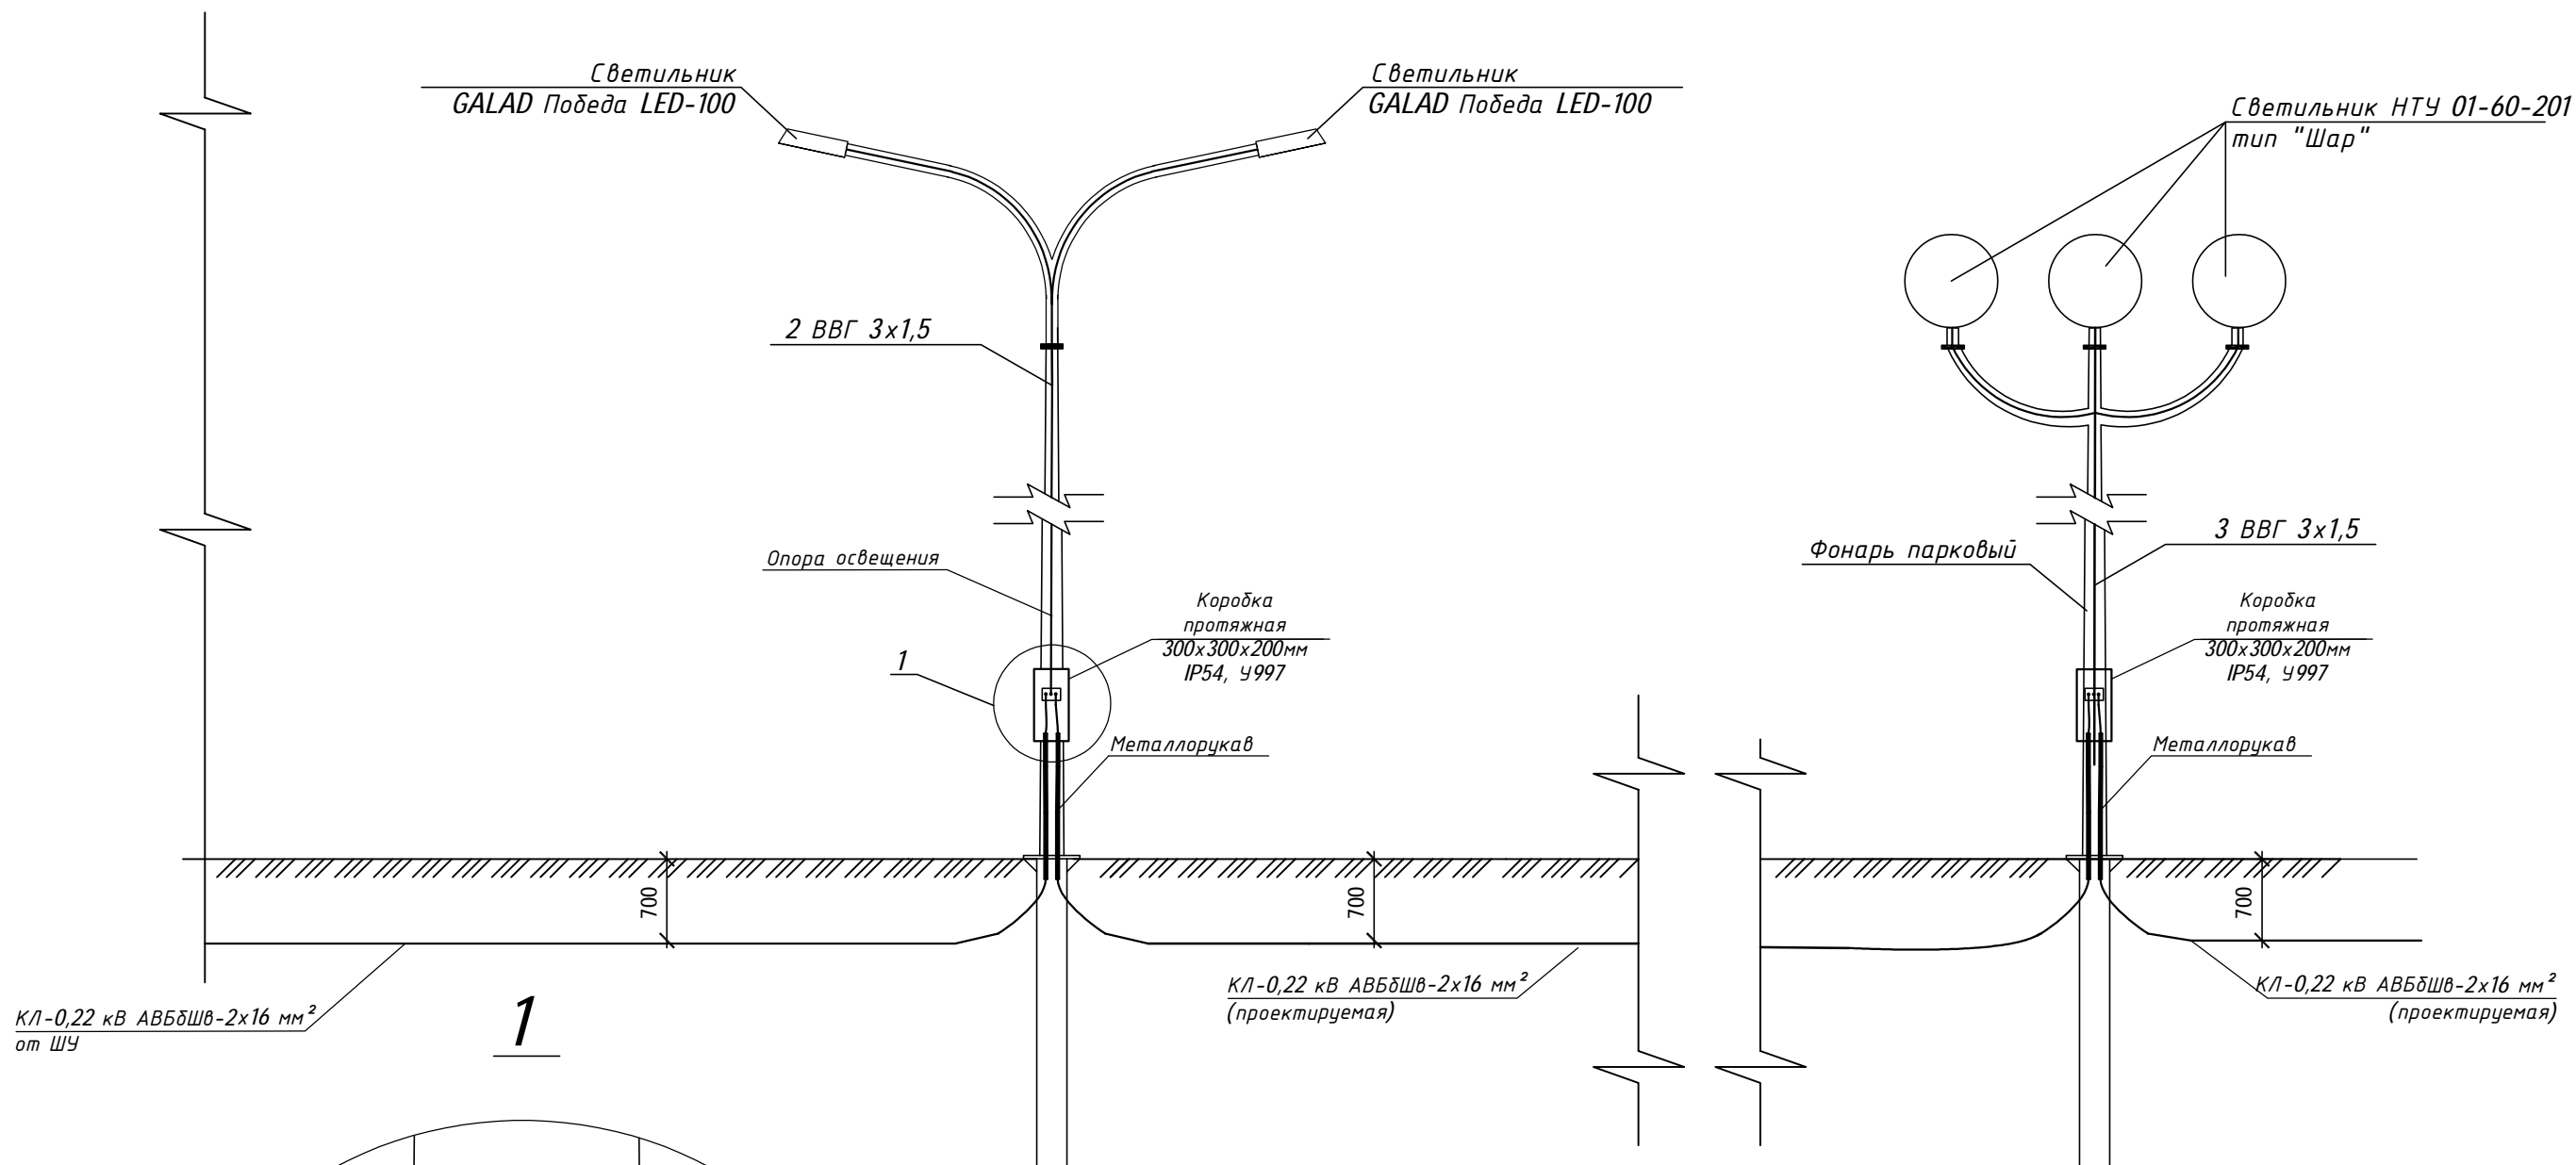 Светильник
GALAD Победа LED-100
Светильник
GALAD Победа LED-100
Светильник НТУ 01-60-201
тип "Шар"
2 ВВГ 3х1,5
Опора освещения
Коробка
протяжная
300х300х200мм
IP54, У997
1
Металлорукав
3 ВВГ 3х1,5
Фонарь парковый
Коробка
протяжная
300х300х200мм
IP54, У997
Металлорукав
700
700
700
КЛ-0,22 кВ АВБбШв-2х16 мм²
от ШУ
1
КЛ-0,22 кВ АВБбШв-2х16 мм²
(проектируемая)
КЛ-0,22 кВ АВБбШв-2х16 мм²
(проектируемая)